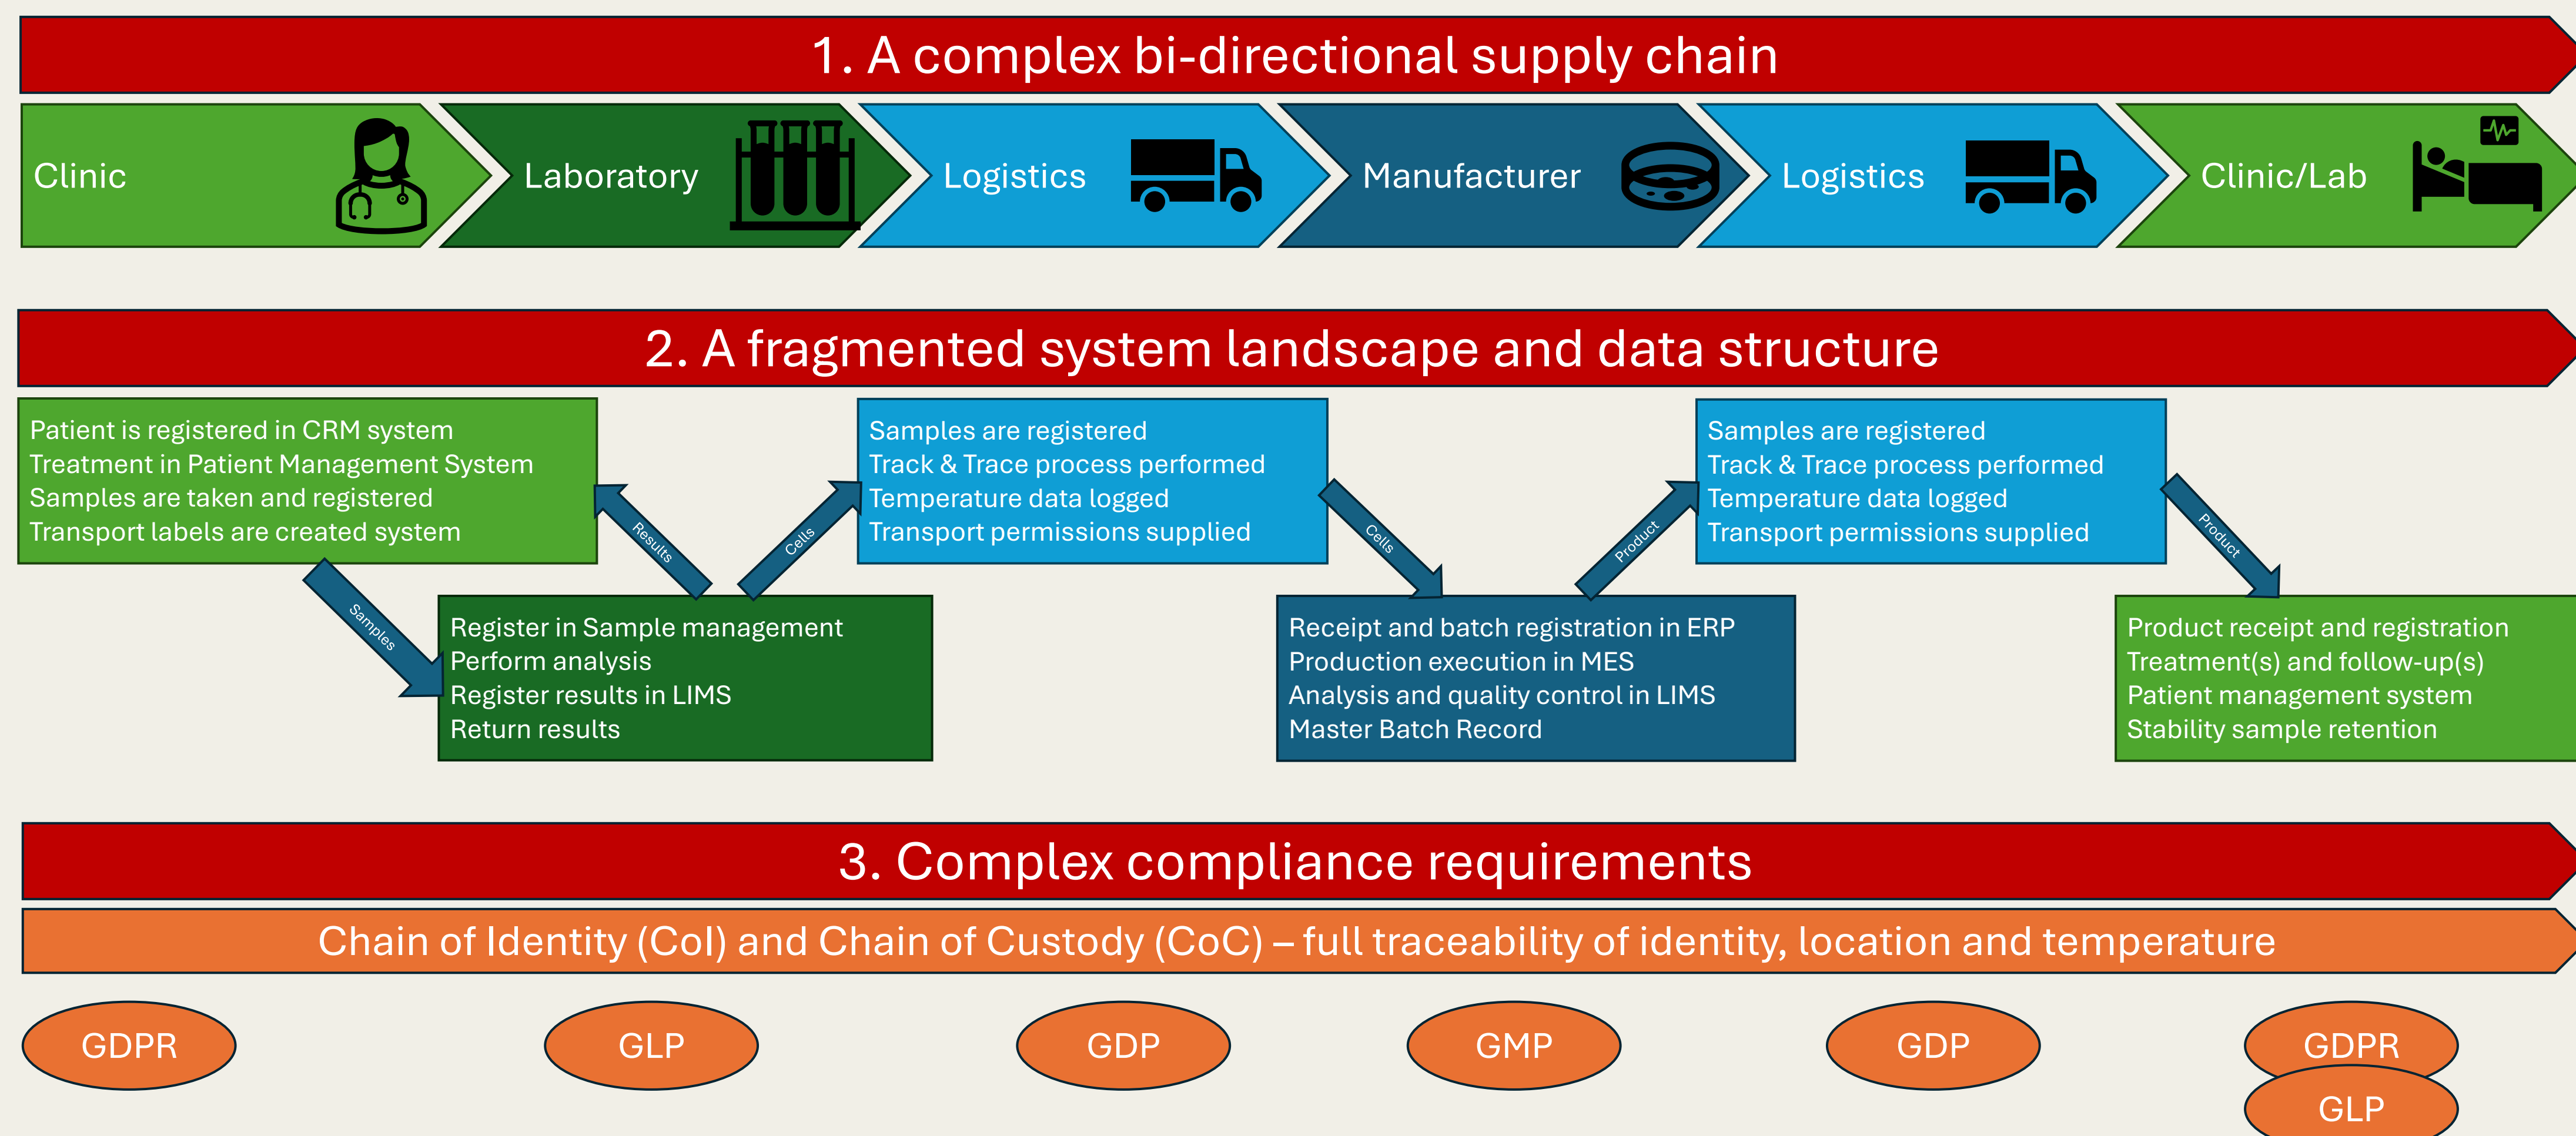 1. A complex bi-directional supply chain
Clinic
Laboratory
Logistics
Manufacturer
Logistics
Clinic/Lab
2. A fragmented system landscape and data structure
Patient is registered in CRM system
Treatment in Patient Management System
Samples are taken and registered
Transport labels are created system
Samples
Register in Sample management
Perform analysis
Register results in LIMS
Return results
Results
Cells
Samples are registered
Track & Trace process performed
Temperature data logged
Transport permissions supplied
Cells
Receipt and batch registration in ERP
Production execution in MES
Analysis and quality control in LIMS
Master Batch Record
Product
Samples are registered
Track & Trace process performed
Temperature data logged
Transport permissions supplied
Product
Product receipt and registration
Treatment(s) and follow-up(s)
Patient management system
Stability sample retention
3. Complex compliance requirements
Chain of Identity (CoI) and Chain of Custody (CoC) – full traceability of identity, location and temperature
GDPR
GLP
GDP
GMP
GDP
GDPR
GLP